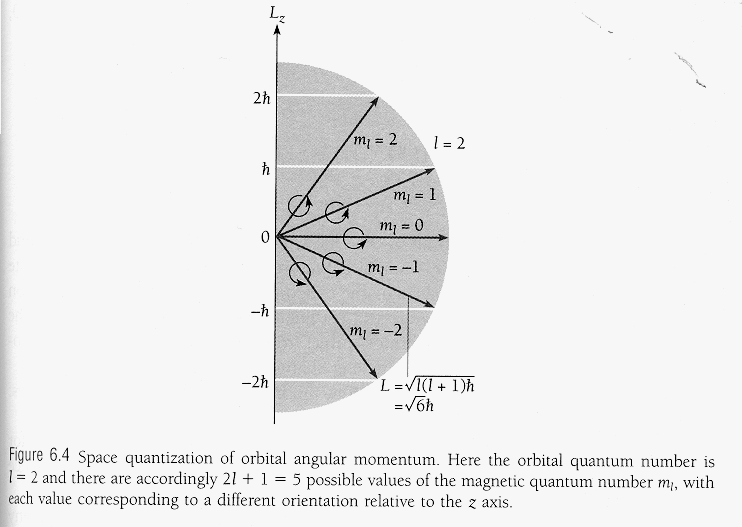 L_z
2ħ
m_l = 2
l = 2
ħ
m_l = 1
m_l = 0
0
m_l = −1
−ħ
m_l = −2
−2ħ
L = √l(l + 1)ħ
= √6ħ
Figure 6.4 Space quantization of orbital angular momentum. Here the orbital quantum number is
l = 2 and there are accordingly 2l + 1 = 5 possible values of the magnetic quantum number m_l, with
each value corresponding to a different orientation relative to the z axis.